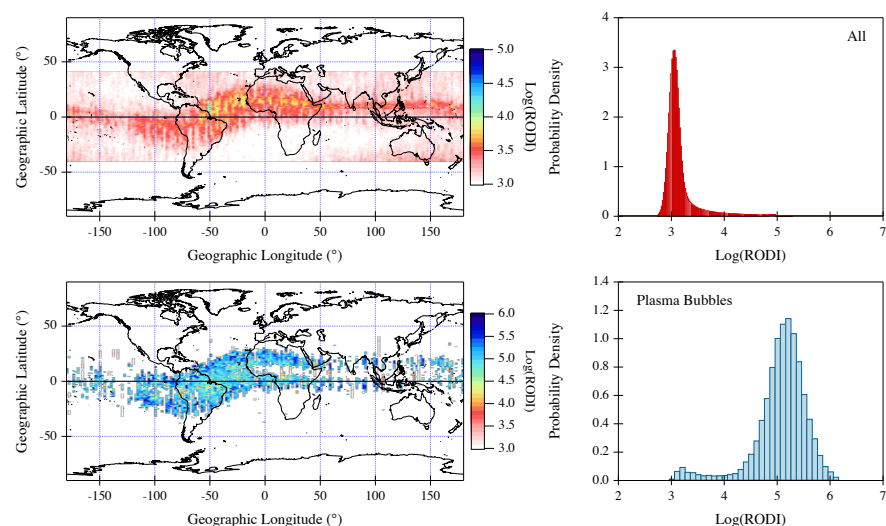 50
0
-50
Geographic Latitude (°)
-150 -100 -50 0 50 100 150
Geographic Longitude (°)
5.0
4.5
4.0
3.5
3.0
Log(RODI)
4
3
2
1
0
Probability Density
All
2 3 4 5 6 7
Log(RODI)
50
0
-50
Geographic Latitude (°)
-150 -100 -50 0 50 100 150
Geographic Longitude (°)
6.0
5.5
5.0
4.5
4.0
3.5
3.0
Log(RODI)
1.4
1.2
1.0
0.8
0.6
0.4
0.2
0.0
Probability Density
Plasma Bubbles
2 3 4 5 6 7
Log(RODI)